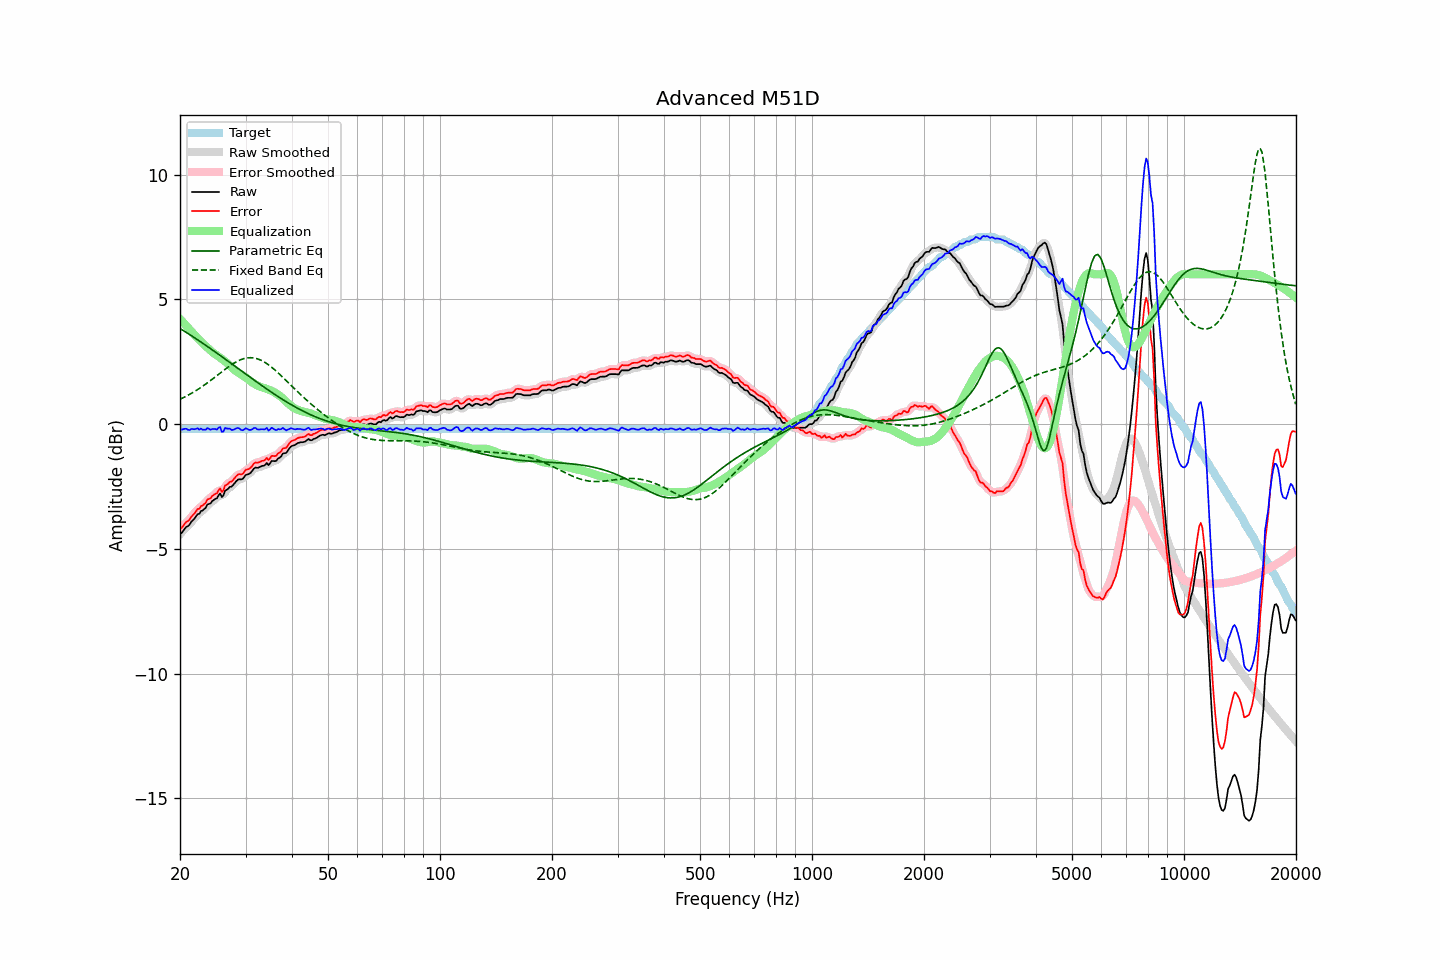 Advanced M51D
Target
Raw Smoothed
Error Smoothed
Raw
Error
Equalization
Parametric Eq
Fixed Band Eq
Equalized
Amplitude (dBr)
10
5
0
−5
−10
−15
20 50 100 200 500 1000 2000 5000 10000 20000
Frequency (Hz)